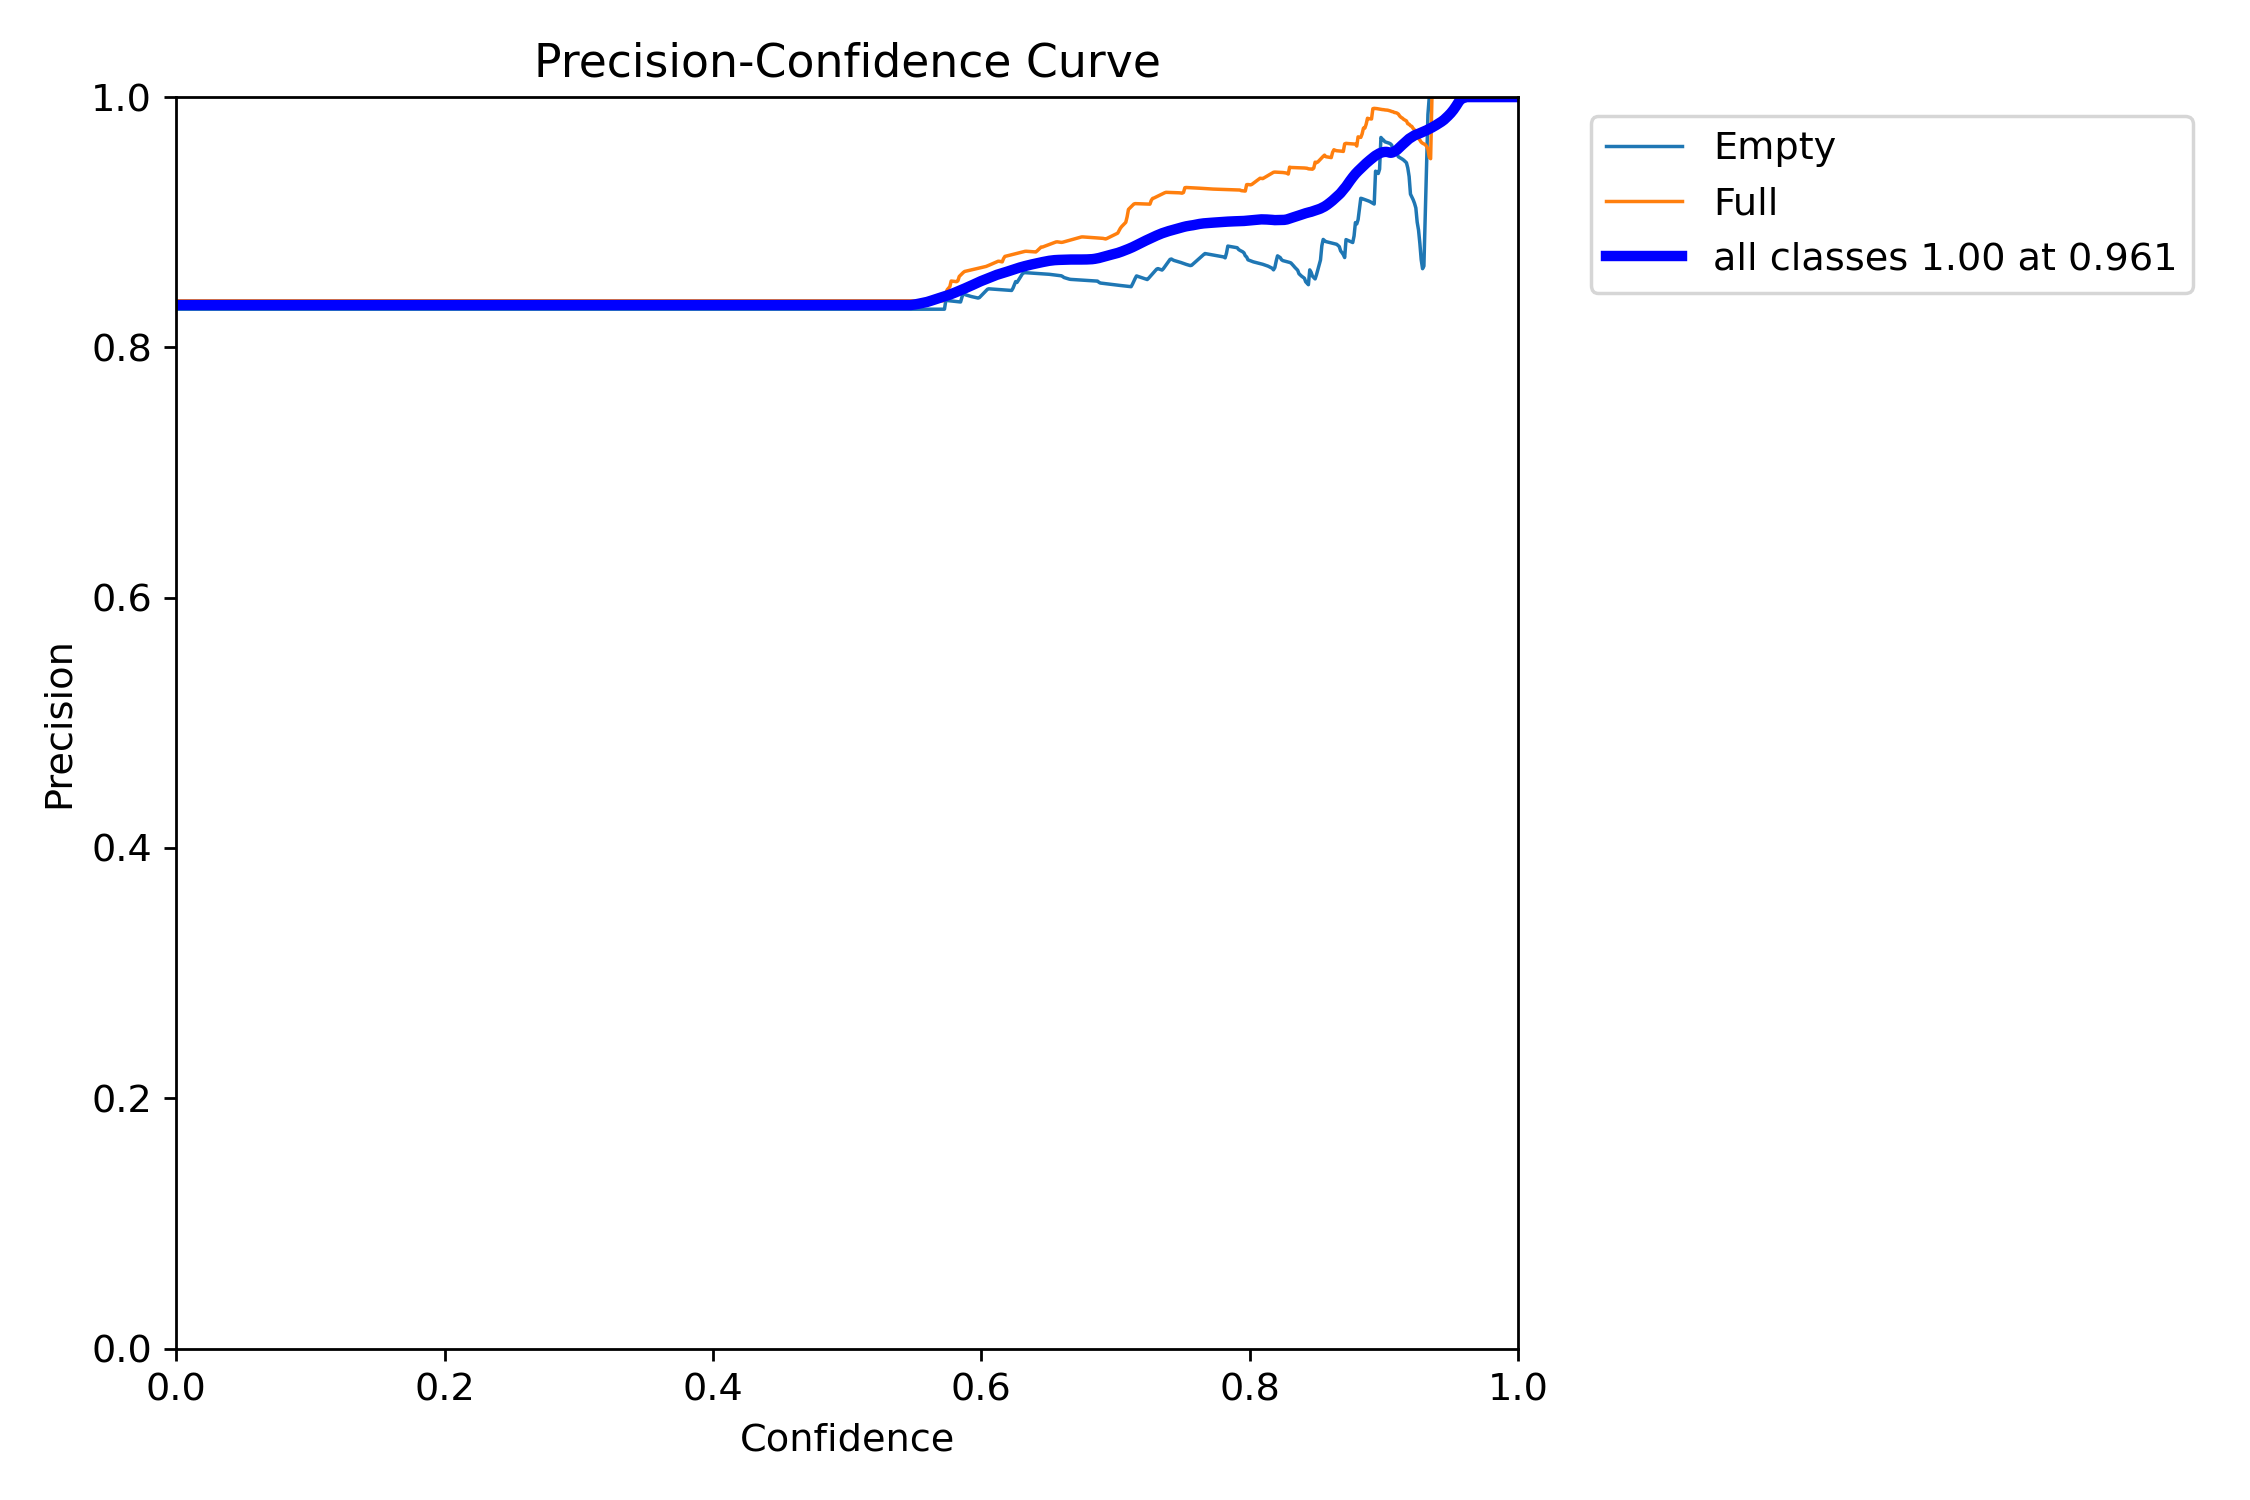 Precision-Confidence Curve
1.0
0.8
0.6
0.4
0.2
0.0
Precision
0.0 0.2 0.4 0.6 0.8 1.0
Confidence
Empty
Full
all classes 1.00 at 0.961